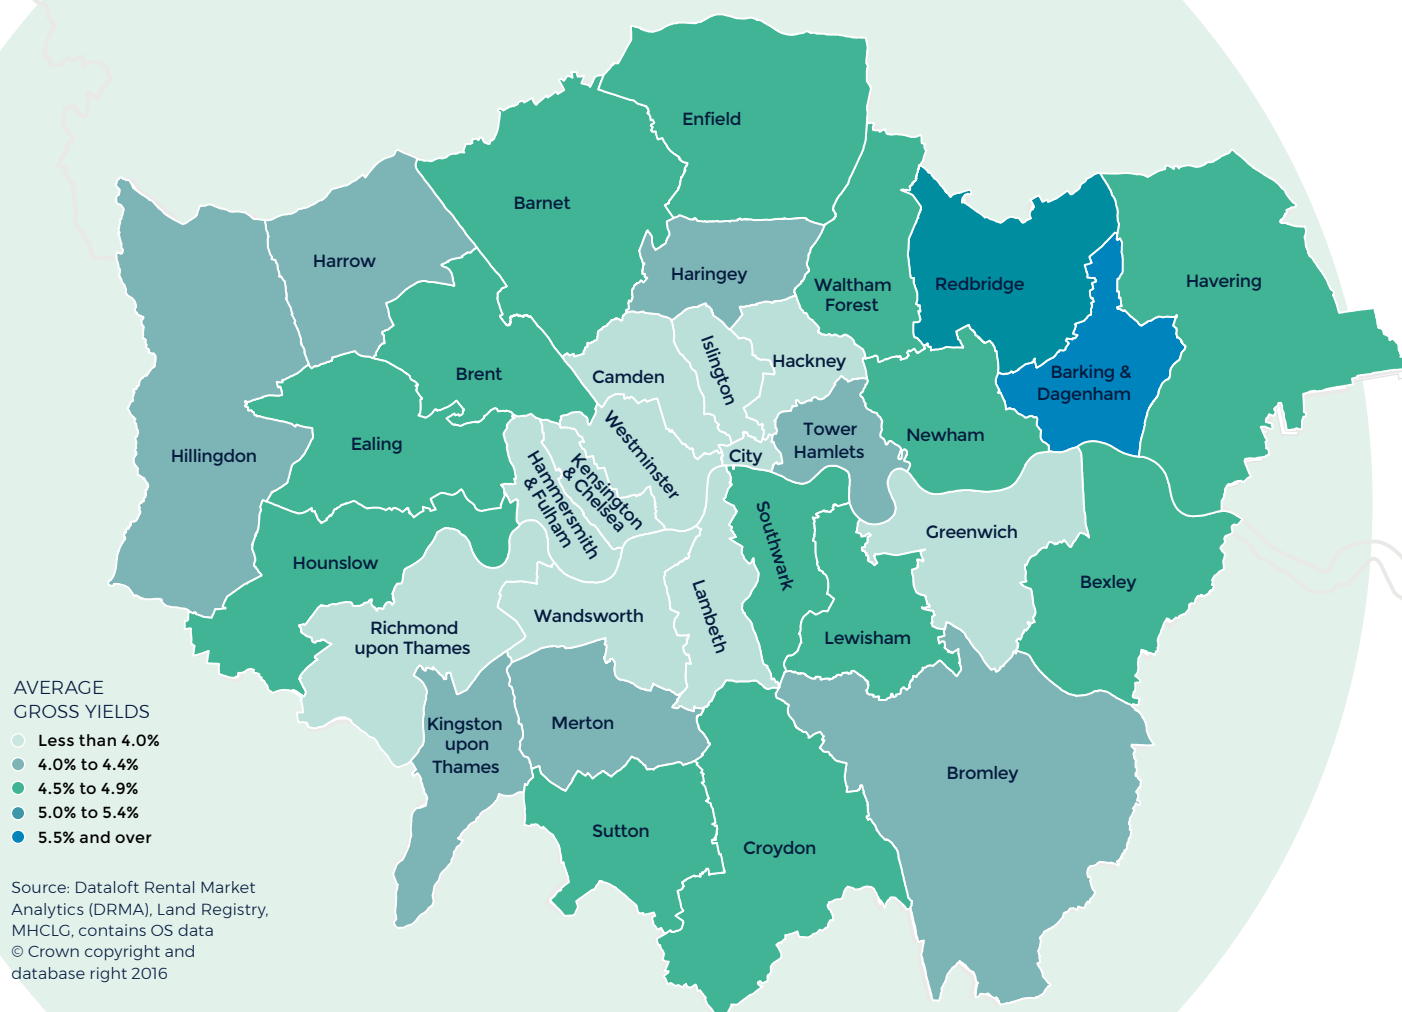 Enfield
Barnet
Harrow
Haringey
Waltham
Forest
Redbridge
Havering
Brent
Camden
Islington
Hackney
Barking &
Dagenham
Hillingdon
Ealing
Westminster
Kensington
& Chelsea
Hammersmith
& Fulham
City
Tower
Hamlets
Newham
Hounslow
Southwark
Greenwich
Bexley
Richmond
upon Thames
Wandsworth
Lambeth
Lewisham
Kingston
upon
Thames
Merton
Bromley
Sutton
Croydon
AVERAGE
GROSS YIELDS
Less than 4.0%
4.0% to 4.4%
4.5% to 4.9%
5.0% to 5.4%
5.5% and over
Source: Dataloft Rental Market
Analytics (DRMA), Land Registry,
MHCLG, contains OS data
© Crown copyright and
database right 2016